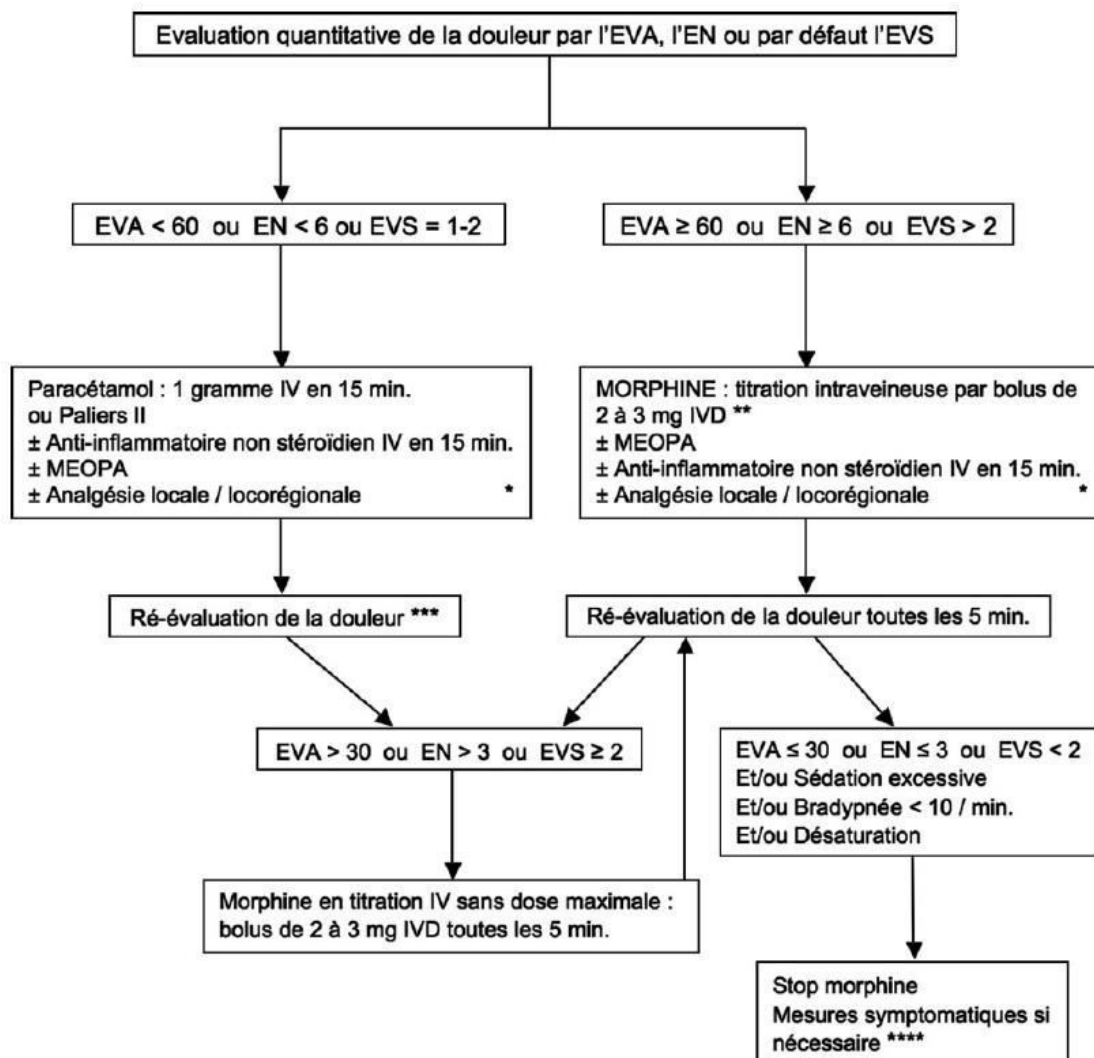 Evaluation quantitative de la douleur par l'EVA, l'EN ou par défaut l'EVS
EVA < 60 ou EN < 6 ou EVS = 1-2
EVA ≥ 60 ou EN ≥ 6 ou EVS > 2
Paracétamol : 1 gramme IV en 15 min.
ou Paliers II
± Anti-inflammatoire non stéroïdien IV en 15 min.
± MEOPA
± Analgésie locale / locorégionale *
MORPHINE : titration intraveineuse par bolus de
2 à 3 mg IVD **
± MEOPA
± Anti-inflammatoire non stéroïdien IV en 15 min.
± Analgésie locale / locorégionale *
Ré-évaluation de la douleur ***
Ré-évaluation de la douleur toutes les 5 min.
EVA > 30 ou EN > 3 ou EVS ≥ 2
EVA ≤ 30 ou EN ≤ 3 ou EVS < 2
Et/ou Sédation excessive
Et/ou Bradypnée < 10 / min.
Et/ou Désaturation
Morphine en titration IV sans dose maximale :
bolus de 2 à 3 mg IVD toutes les 5 min.
Stop morphine
Mesures symptomatiques si
nécessaire ****